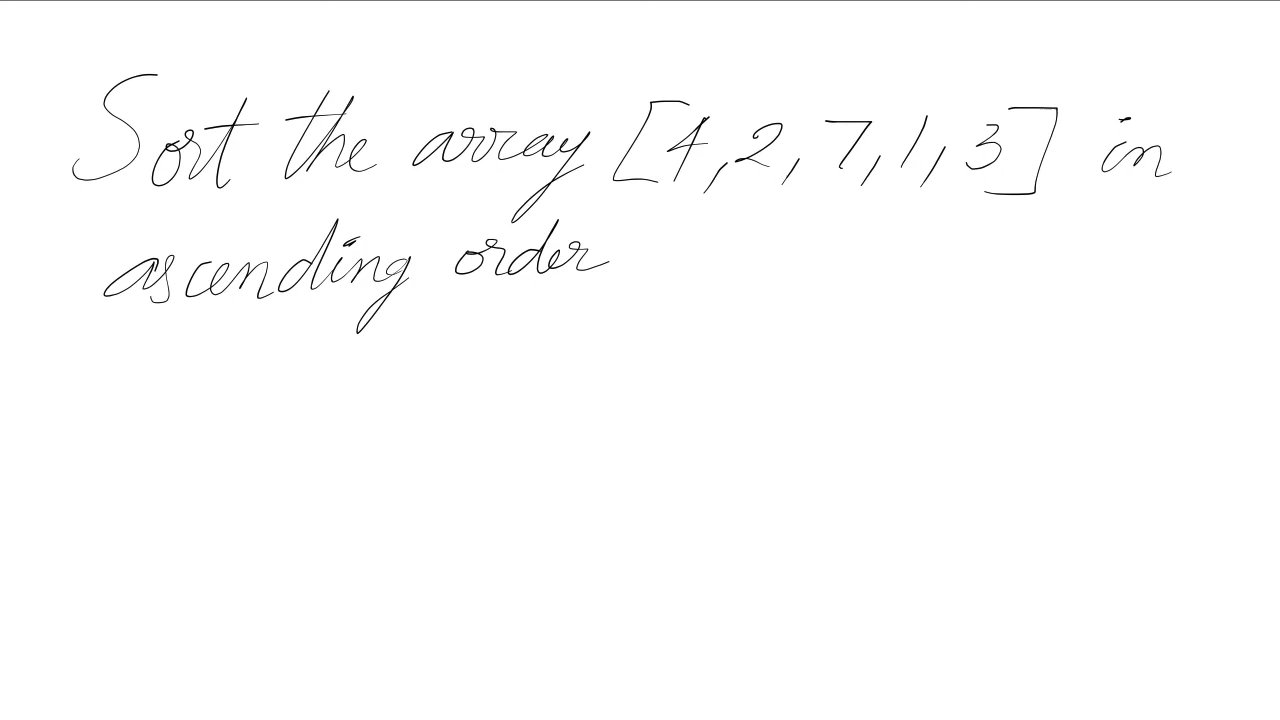 Sort the array [4,2,7,1,3] in
ascending order